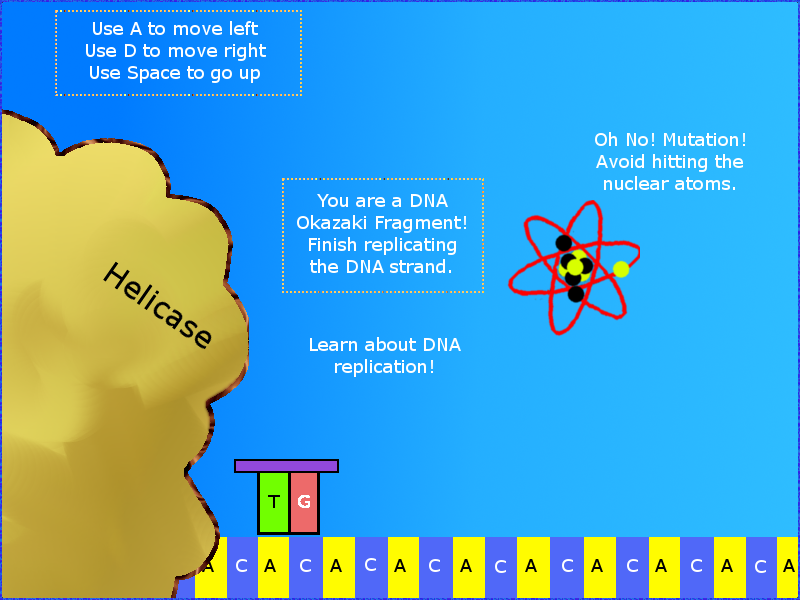 Use A to move left
Use D to move right
Use Space to go up
Oh No! Mutation!
Avoid hitting the
nuclear atoms.
You are a DNA
Okazaki Fragment!
Finish replicating
the DNA strand.
Helicase
Learn about DNA
replication!
T G
A C A C A C A C A C A C A C A C A C A